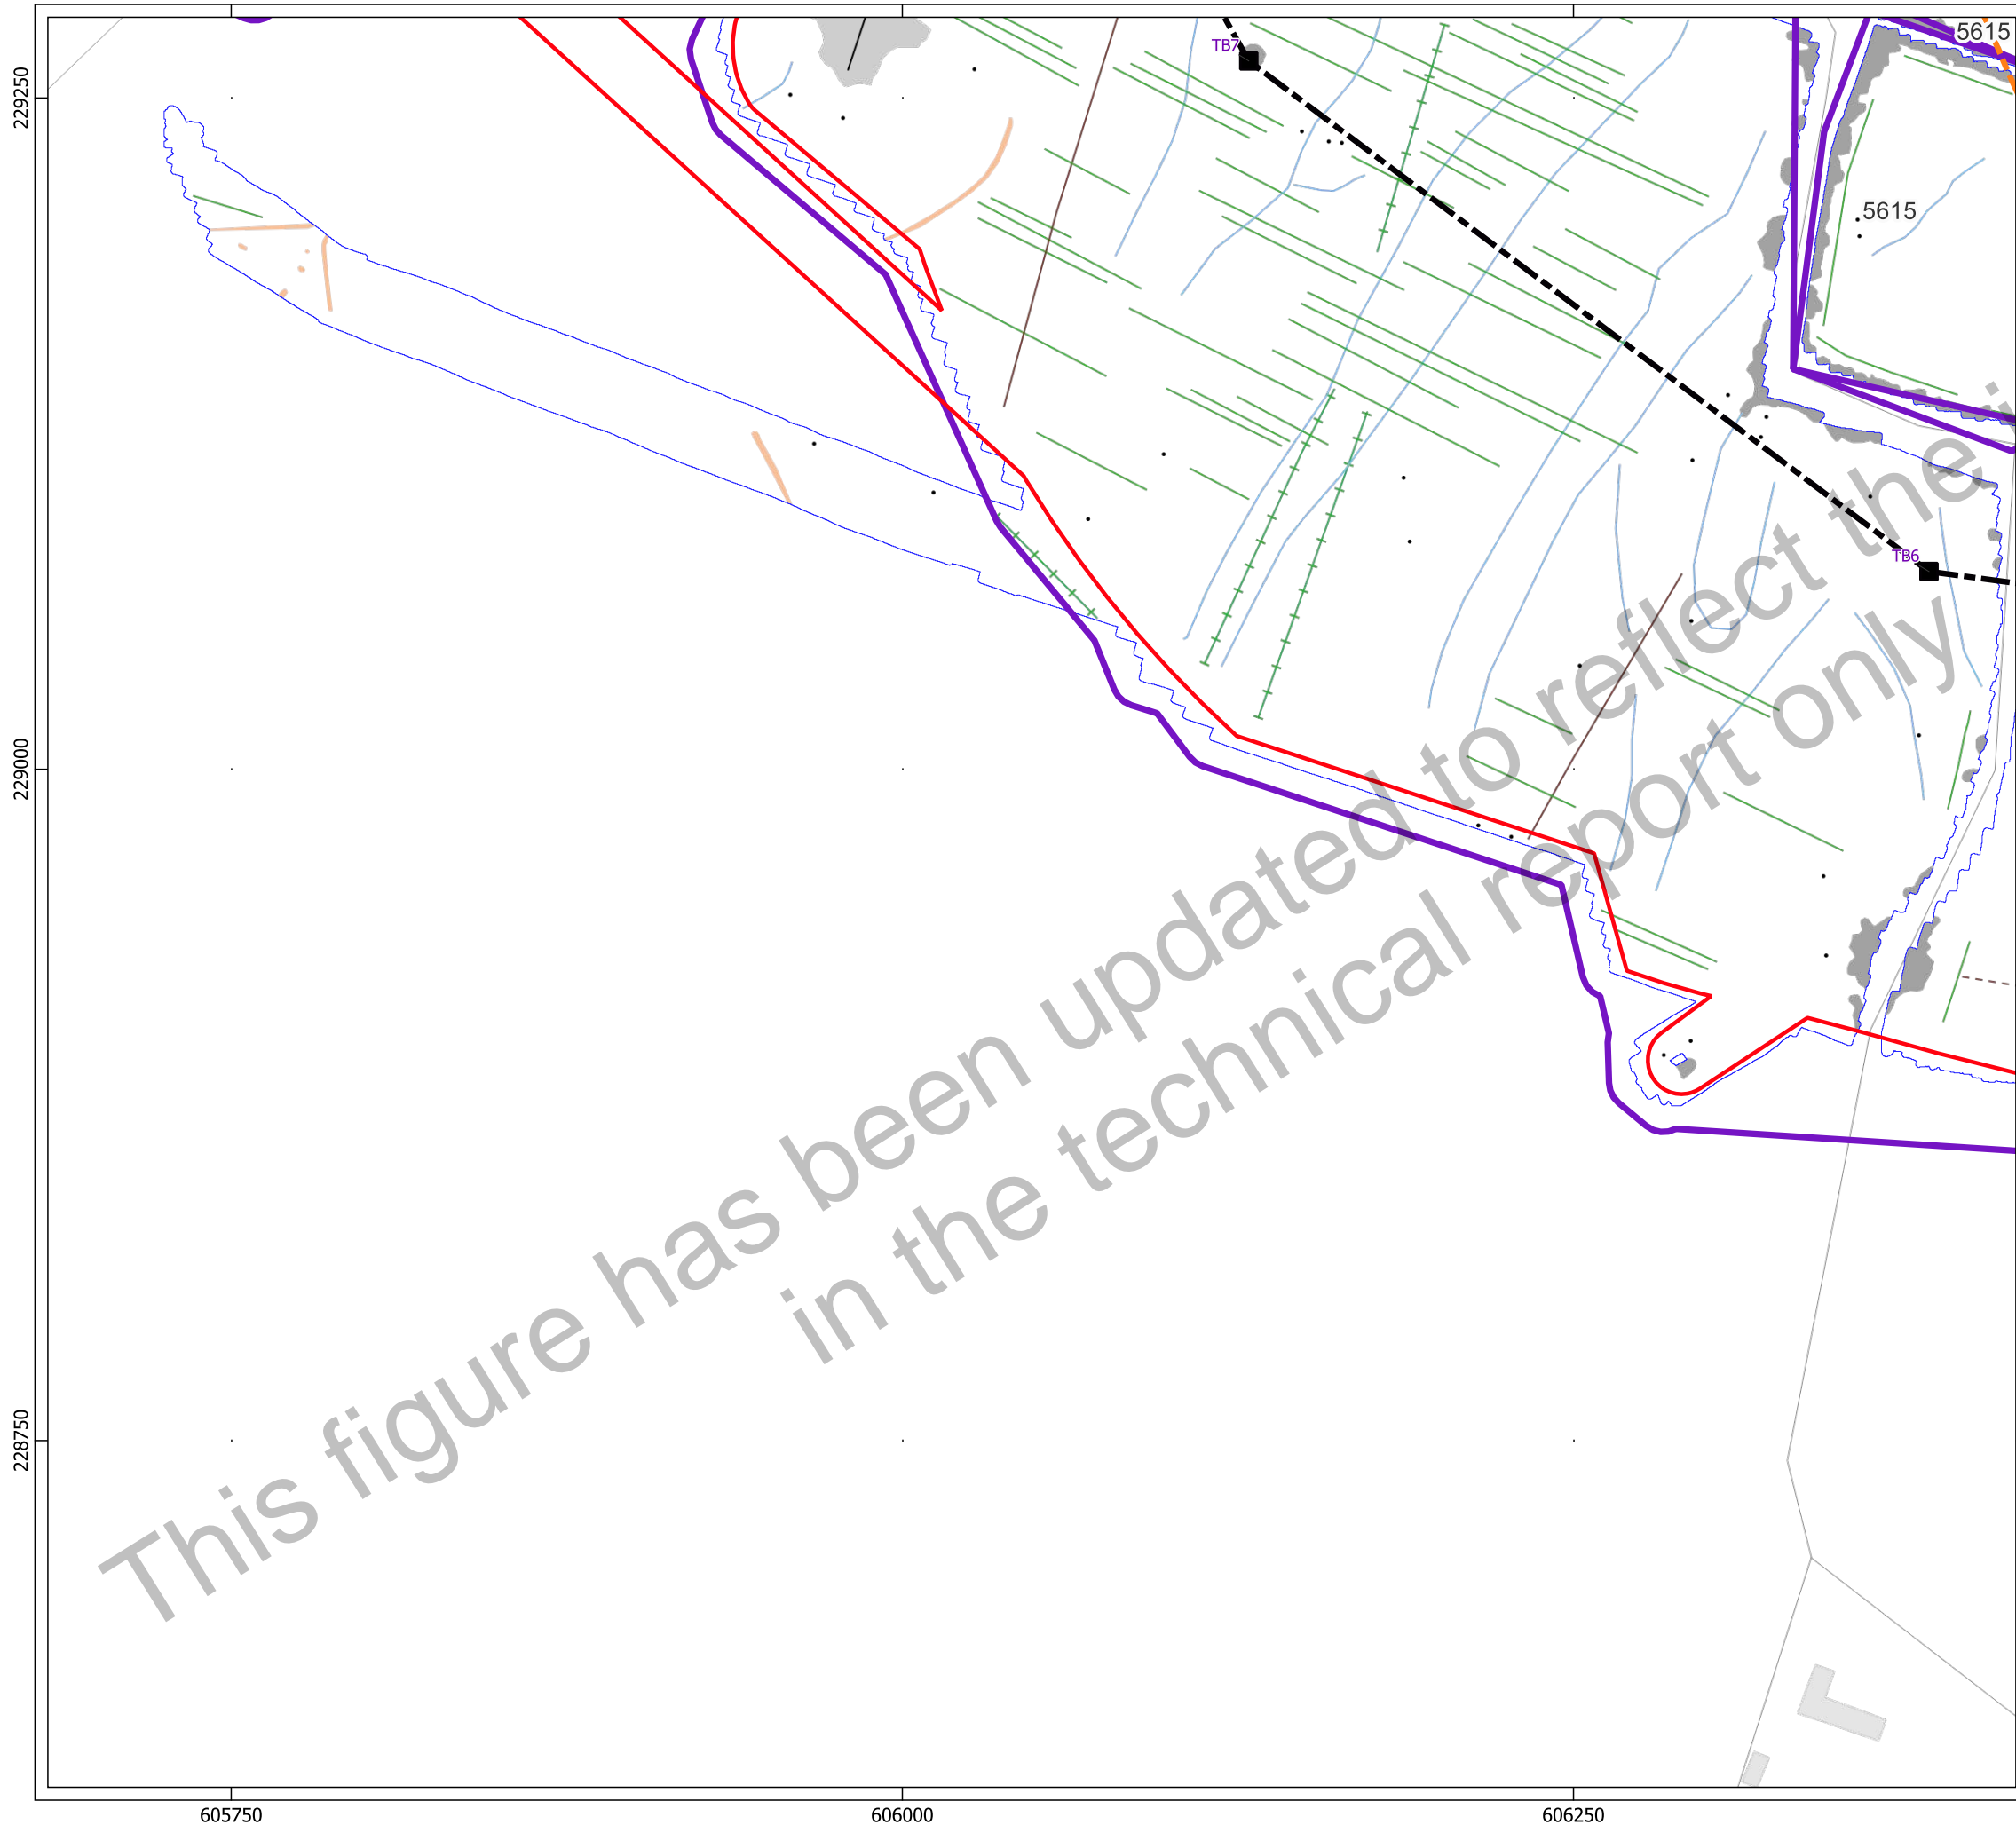 5615
TB7
229250
5615
TB6
229000
This figure has been updated to reflect the
in the technical report only
228750
605750
606000
606250